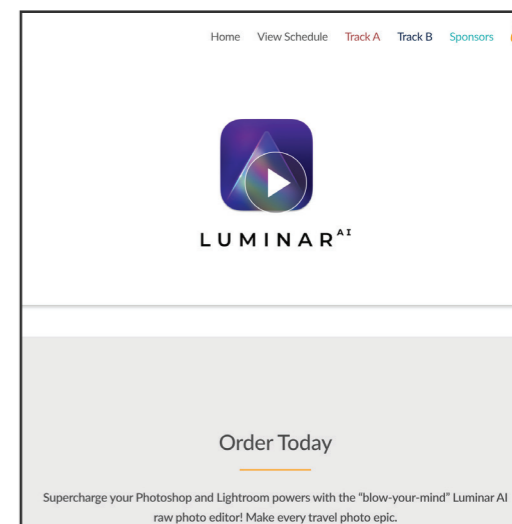 Home View Schedule Track A Track B Sponsors
LUMINAR AI
Order Today
Supercharge your Photoshop and Lightroom powers with the “blow-your-mind” Luminar AI
raw photo editor! Make every travel photo epic.